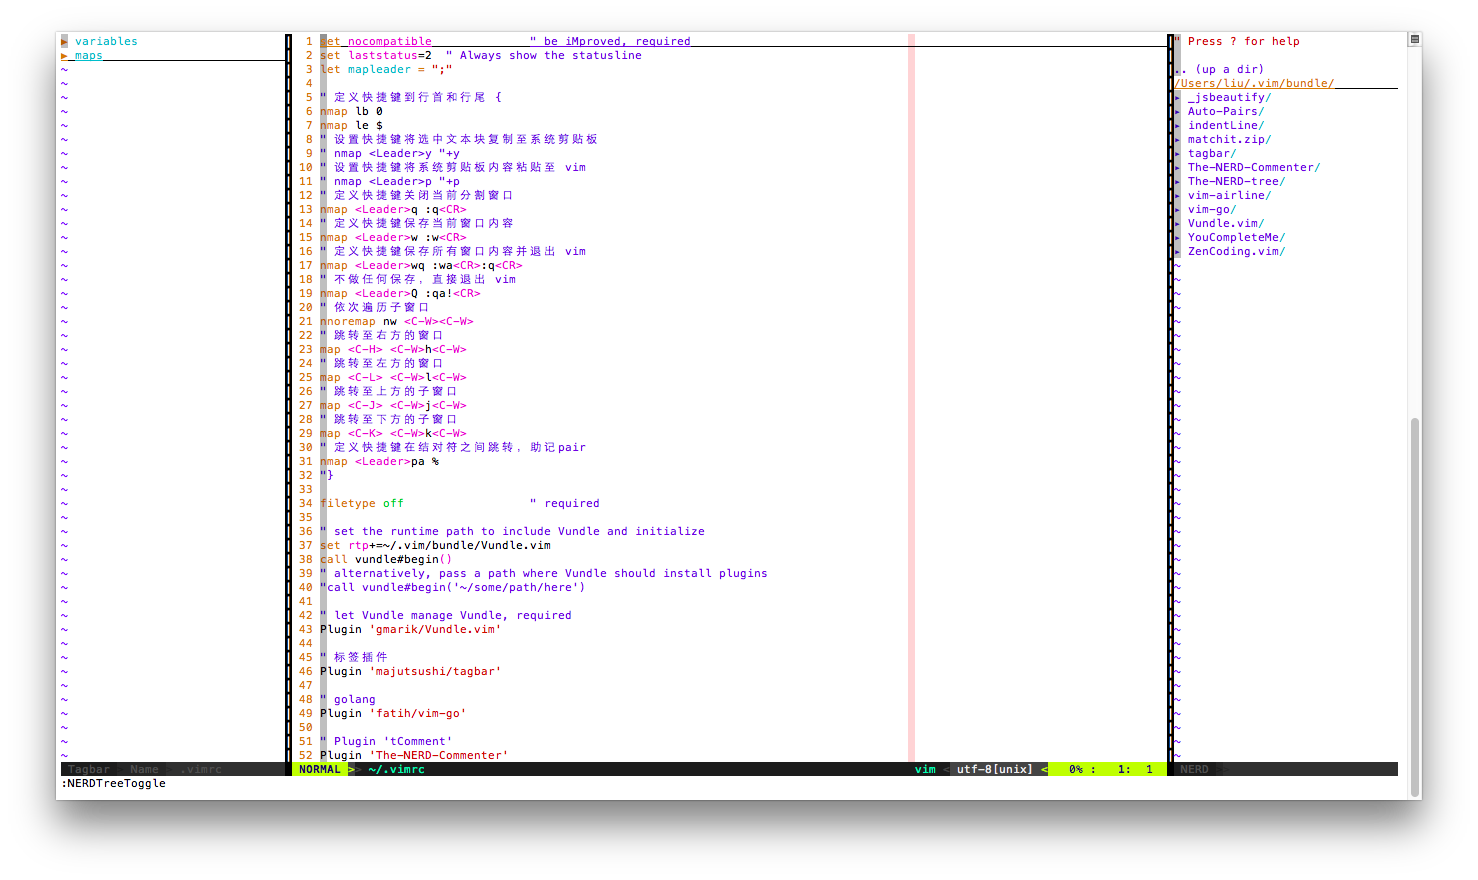 ▶ variables
▶ maps
1 set nocompatible " be iMproved, required
2 set laststatus=2 " Always show the statusline
3 let mapleader = ";"
4
5 " 定义快捷键到行首和行尾 {
6 nmap lb 0
7 nmap le $
8 " 设置快捷键将选中文本块复制至系统剪贴板
9 " nmap <Leader>y "+y
10 " 设置快捷键将系统剪贴板内容粘贴至 vim
11 " nmap <Leader>p "+p
12 " 定义快捷键关闭当前分割窗口
13 nmap <Leader>q :q<CR>
14 " 定义快捷键保存当前窗口内容
15 nmap <Leader>w :w<CR>
16 " 定义快捷键保存所有窗口内容并退出 vim
17 nmap <Leader>wq :wa<CR>:q<CR>
18 " 不做任何保存，直接退出 vim
19 nmap <Leader>Q :qa!<CR>
20 " 依次遍历子窗口
21 nnoremap nw <C-W><C-W>
22 " 跳转至右方的窗口
23 map <C-H> <C-W>h<C-W>
24 " 跳转至左方的窗口
25 map <C-L> <C-W>l<C-W>
26 " 跳转至上方的子窗口
27 map <C-J> <C-W>j<C-W>
28 " 跳转至下方的子窗口
29 map <C-K> <C-W>k<C-W>
30 " 定义快捷键在结对符之间跳转，助记pair
31 nmap <Leader>pa %
32 "}
33
34 filetype off " required
35
36 " set the runtime path to include Vundle and initialize
37 set rtp+=~/.vim/bundle/Vundle.vim
38 call vundle#begin()
39 " alternatively, pass a path where Vundle should install plugins
40 "call vundle#begin('~/some/path/here')
41
42 " let Vundle manage Vundle, required
43 Plugin 'gmarik/Vundle.vim'
44
45 " 标签插件
46 Plugin 'majutsushi/tagbar'
47
48 " golang
49 Plugin 'fatih/vim-go'
50
51 " Plugin 'tComment'
52 Plugin 'The-NERD-Commenter'
" Press ? for help
.. (up a dir)
/Users/liu/.vim/bundle/
▸ _jsbeautify/
▸ Auto-Pairs/
▸ indentLine/
▸ matchit.zip/
▸ tagbar/
▸ The-NERD-Commenter/
▸ The-NERD-tree/
▸ vim-airline/
▸ vim-go/
▸ Vundle.vim/
▸ YouCompleteMe/
▸ ZenCoding.vim/
Tagbar Name .vimrc
NORMAL >> ~/.vimrc vim < utf-8[unix] < 0% : 1: 1
NERD
:NERDTreeToggle